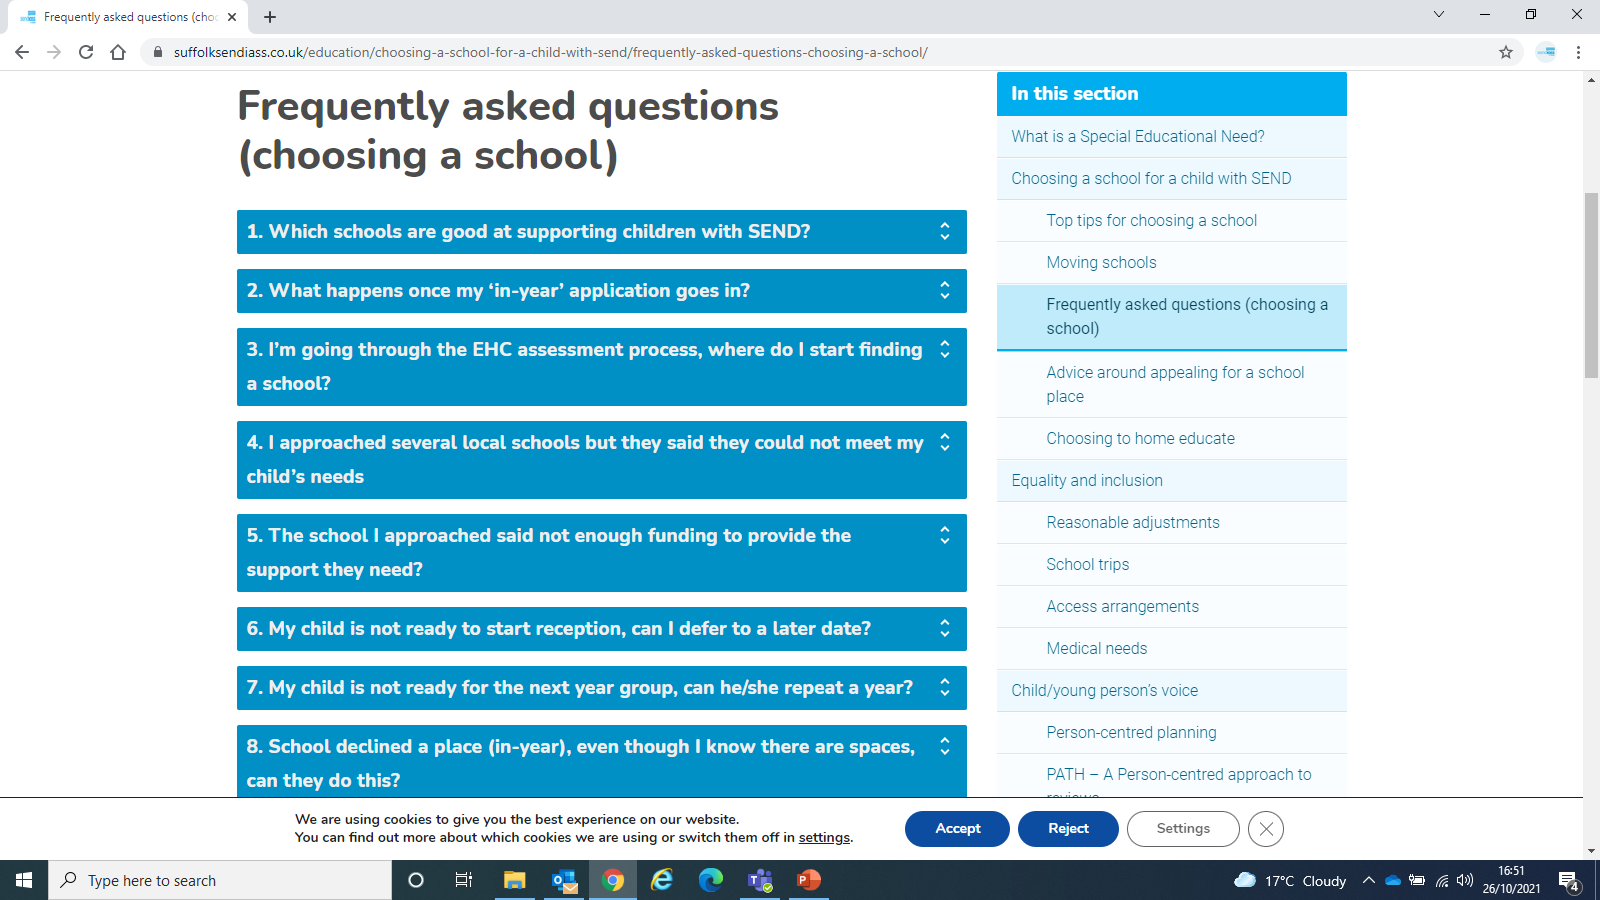 Frequently asked questions (choo
suffolksendiass.co.uk/education/choosing-a-school-for-a-child-with-send/frequently-asked-questions-choosing-a-school/
Frequently asked questions
(choosing a school)
1. Which schools are good at supporting children with SEND?
2. What happens once my ‘in-year’ application goes in?
3. I’m going through the EHC assessment process, where do I start finding
a school?
4. I approached several local schools but they said they could not meet my
child’s needs
5. The school I approached said not enough funding to provide the
support they need?
6. My child is not ready to start reception, can I defer to a later date?
7. My child is not ready for the next year group, can he/she repeat a year?
8. School declined a place (in-year), even though I know there are spaces,
can they do this?
In this section
What is a Special Educational Need?
Choosing a school for a child with SEND
Top tips for choosing a school
Moving schools
Frequently asked questions (choosing a
school)
Advice around appealing for a school
place
Choosing to home educate
Equality and inclusion
Reasonable adjustments
School trips
Access arrangements
Medical needs
Child/young person’s voice
Person-centred planning
PATH – A Person-centred approach to
reviews
We are using cookies to give you the best experience on our website.
You can find out more about which cookies we are using or switch them off in settings.
Accept
Reject
Settings
Type here to search
17°C Cloudy
16:51
26/10/2021
4